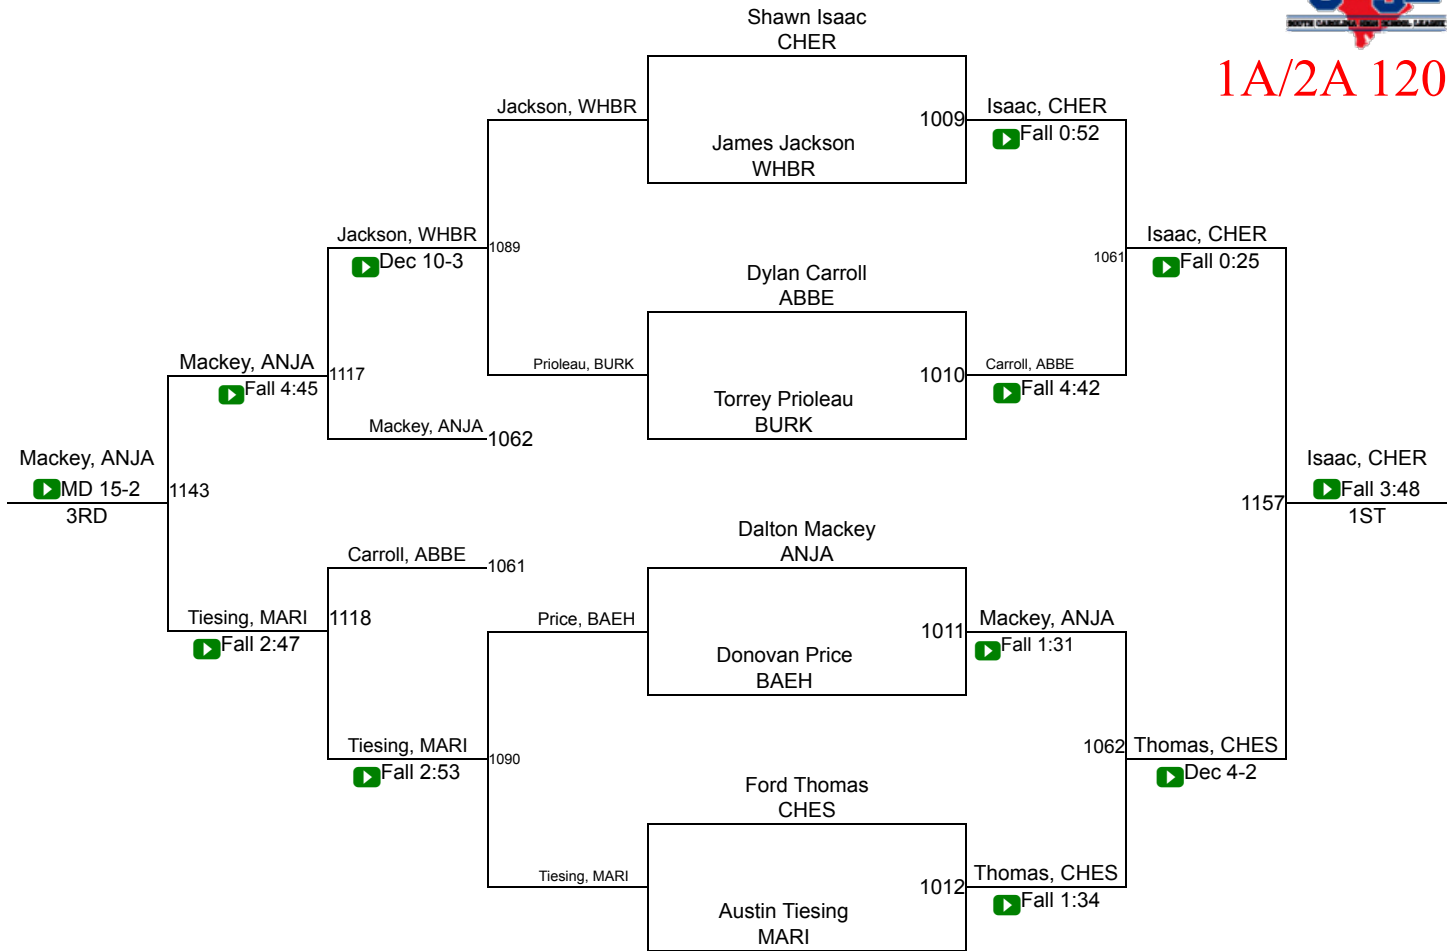 SOUTH CAROLINA HIGH SCHOOL LEAGUE
1A/2A 120
Shawn Isaac
CHER
Jackson, WHBR
1009
Isaac, CHER
Fall 0:52
James Jackson
WHBR
Jackson, WHBR
1089
Dec 10-3
Isaac, CHER
1061
Fall 0:25
Dylan Carroll
ABBE
Mackey, ANJA
1117
Fall 4:45
Prioleau, BURK
1010
Carroll, ABBE
Fall 4:42
Torrey Prioleau
BURK
Mackey, ANJA
1062
Mackey, ANJA
MD 15-2
1143
3RD
Isaac, CHER
Fall 3:48
1157
1ST
Dalton Mackey
ANJA
Carroll, ABBE
1061
Tiesing, MARI
1118
Fall 2:47
Price, BAEH
1011
Mackey, ANJA
Fall 1:31
Donovan Price
BAEH
Tiesing, MARI
1090
Fall 2:53
1062
Thomas, CHES
Dec 4-2
Ford Thomas
CHES
Tiesing, MARI
1012
Thomas, CHES
Fall 1:34
Austin Tiesing
MARI